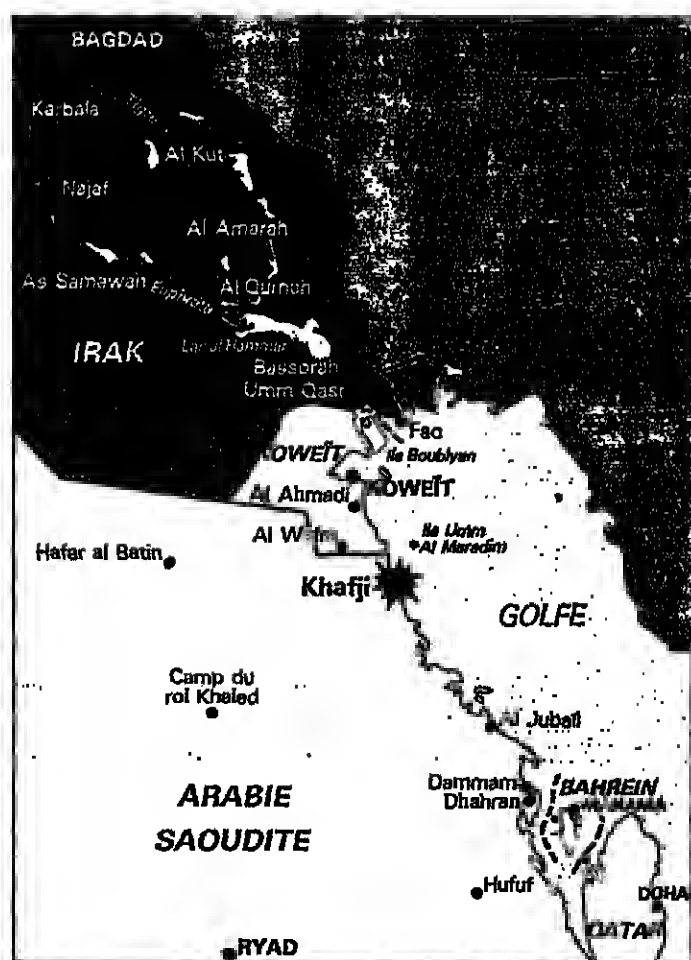 BAGDAD
Karbala
Al Kut
Najaf
Al Amarah
As Samawah
Al Qurnah
IRAK
Bassorah
Umm Qasr
Fao
Ile Boubiyan
KOWEÏT
KOWEÏT
Al Ahmadi
Ile Umm
Al Maradim
Hafar al Batin
Khafji
GOLFE
Camp du
roi Khaled
Al Jubaïl
ARABIE
SAOUDITE
Dammam
Dhahran
BAHREIN
Hufuf
DOHA
QATAR
RYAD